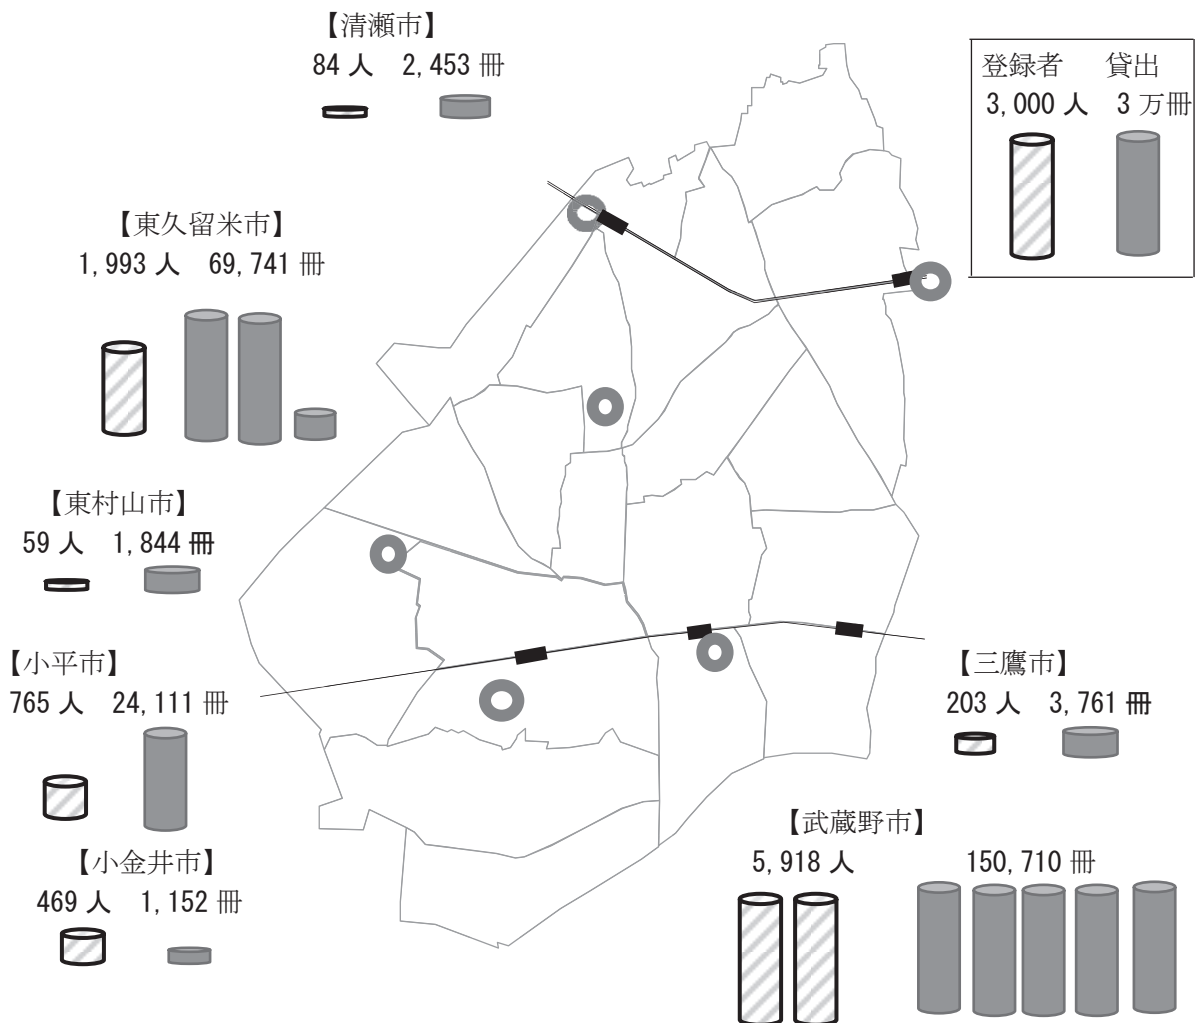 【清瀬市】
84 人 2,453 冊
登録者 貸出
3,000 人 3 万冊
【東久留米市】
1,993 人 69,741 冊
【東村山市】
59 人 1,844 冊
【小平市】
765 人 24,111 冊
【三鷹市】
203 人 3,761 冊
【武蔵野市】
5,918 人 150,710 冊
【小金井市】
469 人 1,152 冊